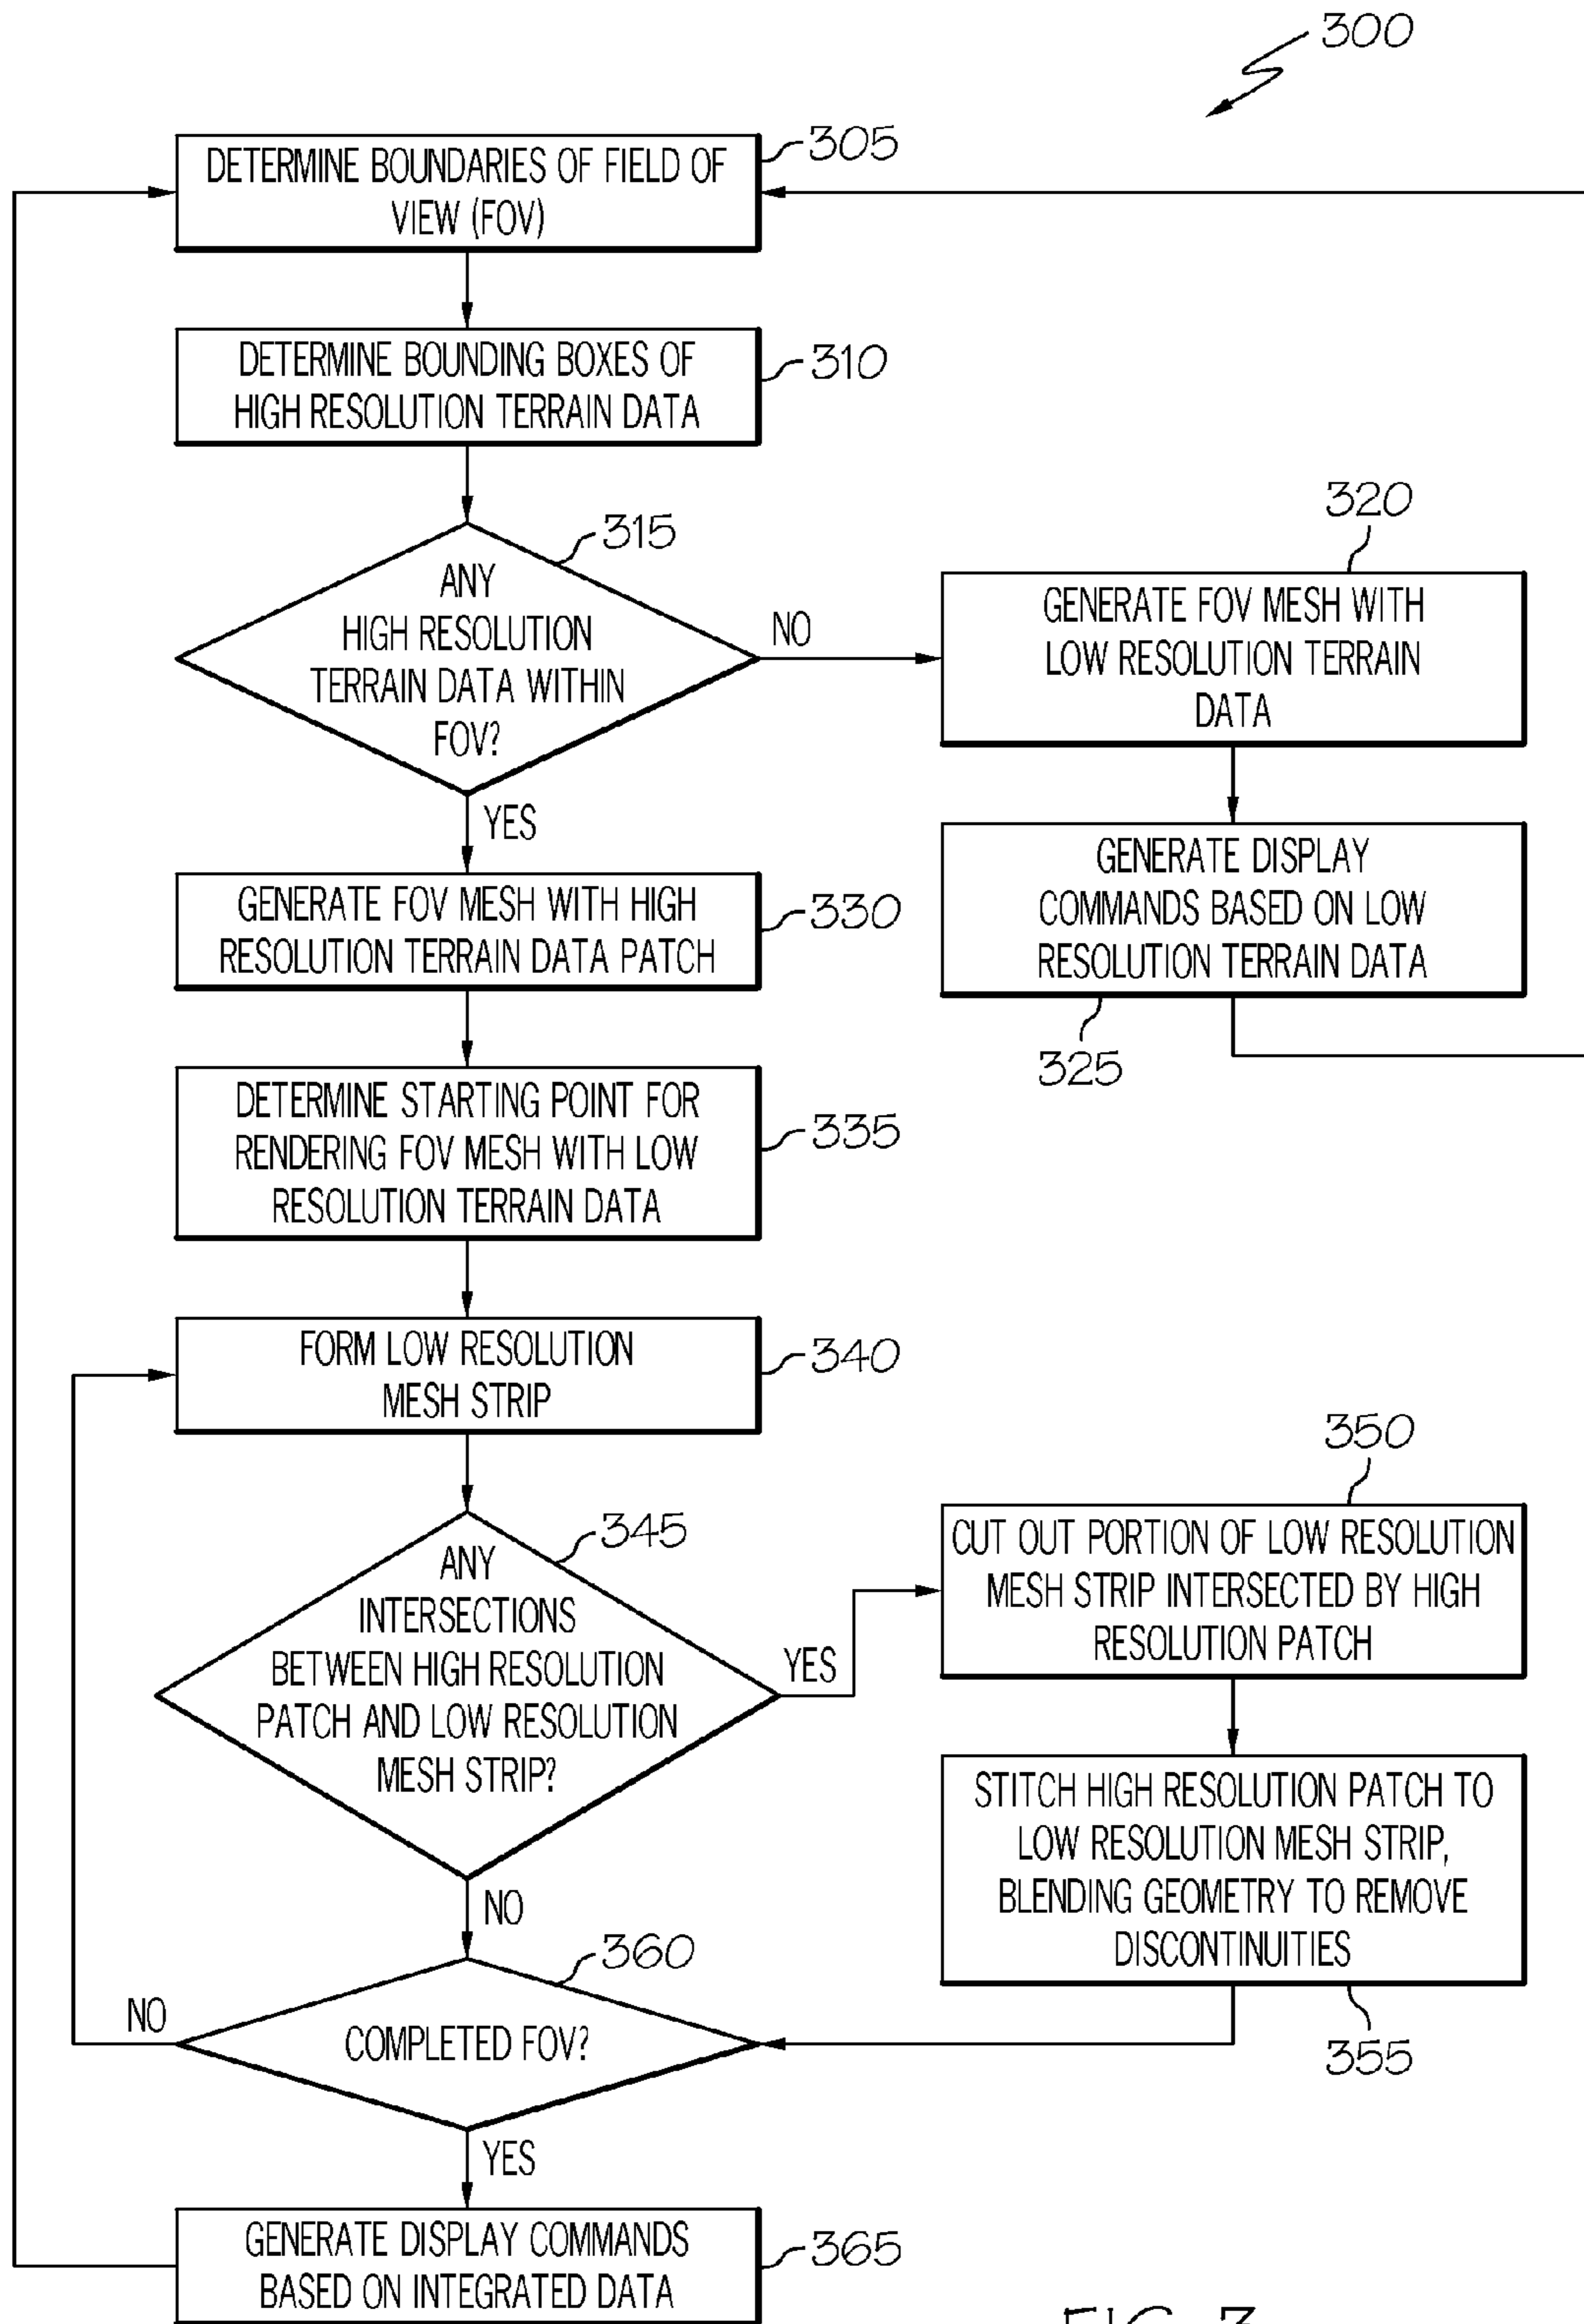 300
DETERMINE BOUNDARIES OF FIELD OF
VIEW (FOV)
305
DETERMINE BOUNDING BOXES OF
HIGH RESOLUTION TERRAIN DATA
310
ANY
HIGH RESOLUTION
TERRAIN DATA WITHIN
FOV?
315
NO
YES
320
GENERATE FOV MESH WITH
LOW RESOLUTION TERRAIN
DATA
GENERATE DISPLAY
COMMANDS BASED ON LOW
RESOLUTION TERRAIN DATA
325
GENERATE FOV MESH WITH HIGH
RESOLUTION TERRAIN DATA PATCH
330
DETERMINE STARTING POINT FOR
RENDERING FOV MESH WITH LOW
RESOLUTION TERRAIN DATA
335
FORM LOW RESOLUTION
MESH STRIP
340
ANY
INTERSECTIONS
BETWEEN HIGH RESOLUTION
PATCH AND LOW RESOLUTION
MESH STRIP?
345
YES
NO
350
CUT OUT PORTION OF LOW RESOLUTION
MESH STRIP INTERSECTED BY HIGH
RESOLUTION PATCH
STITCH HIGH RESOLUTION PATCH TO
LOW RESOLUTION MESH STRIP,
BLENDING GEOMETRY TO REMOVE
DISCONTINUITIES
355
COMPLETED FOV?
360
NO
YES
GENERATE DISPLAY COMMANDS
BASED ON INTEGRATED DATA
365
FIG. 3